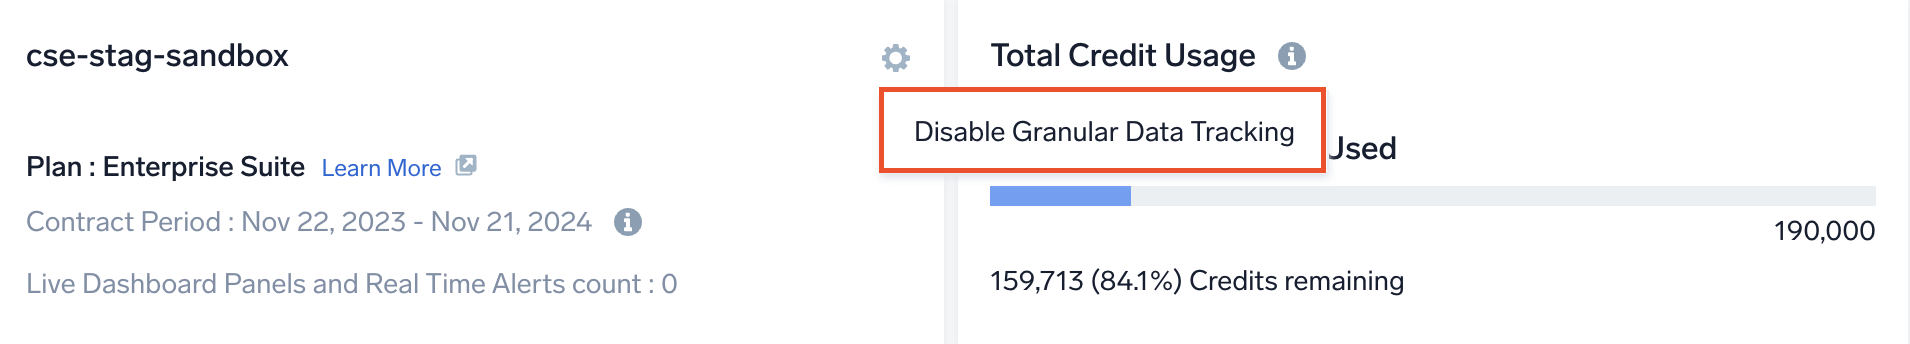 cse-stag-sandbox
Plan : Enterprise Suite Learn More
Contract Period : Nov 22, 2023 - Nov 21, 2024
Live Dashboard Panels and Real Time Alerts count : 0
Total Credit Usage
Disable Granular Data Tracking
Used
190,000
159,713 (84.1%) Credits remaining